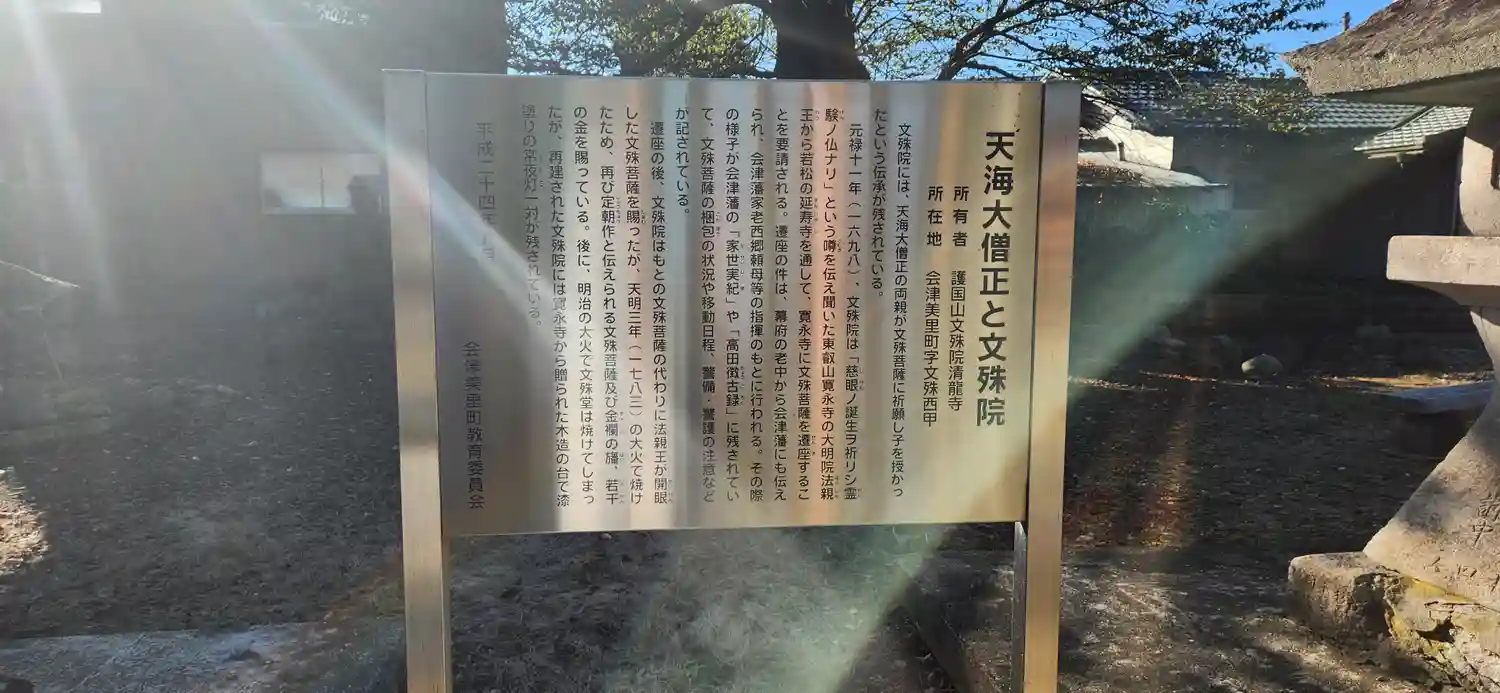 天海大僧正と文殊院
所有者 護国山文殊院清龍寺
所在地 会津美里町字文殊西甲
文殊院には、天海大僧正の両親が文殊菩薩に祈願し子を授かっ
たという伝承が残されている。
元禄十一年（一六九八）、文殊院は「慈眼ノ誕生ヲ祈リシ霊
験ノ仏ナリ」という噂を伝え聞いた東叡山寛永寺の大明院法親
王から若松の延寿寺を通して、寛永寺に文殊菩薩を遷座するこ
とを要請される。遷座の件は、幕府の老中から会津藩にも伝え
られ、会津藩家老西郷頼母等の指揮のもとに行われる。その際
の様子が会津藩の「家世実紀」や「高田徴古録」に残されてい
て、文殊菩薩の梱包の状況や移動日程、警備・警護の注意など
が記されている。
遷座の後、文殊院はもとの文殊菩薩の代わりに法親王が開眼
した文殊菩薩を賜ったが、天明三年（一七八三）の大火で焼け
たため、再び定朝作と伝えられる文殊菩薩及び金襴の旛、若干
の金を賜っている。後に、明治の大火で文殊堂は焼けてしまっ
たが、再建された文殊院には寛永寺から贈られた木造の台で漆
塗りの常夜灯一対が残されている。
平成二十四年 月
会津美里町教育委員会